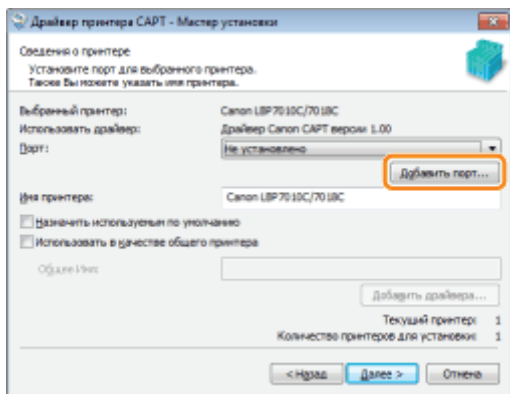 Драйвер принтера CAPT - Мастер установки
Сведения о принтере
Установите порт для выбранного принтера.
Также Вы можете указать имя принтера.
Выбранный принтер: Canon LBP7010C/7018C
Использовать драйвер: Драйвер Canon CAPT версии 1.00
Порт: Не установлено
Добавить порт...
Имя принтера: Canon LBP7010C/7018C
Назначить используемым по умолчанию
Использовать в качестве общего принтера
Общее Имя:
Добавить драйвера...
Текущий принтер: 1
Количество принтеров для установки: 1
< Назад Далее > Отмена